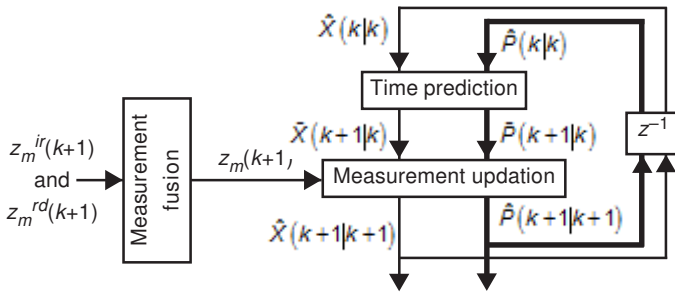 X̂(k|k)
P̂(k|k)
Time prediction
z⁻¹
X̃(k+1|k)
P̃(k+1|k)
z_m^ir(k+1)
and
z_m^rd(k+1)
Measurement
fusion
z_m(k+1)
Measurement updation
X̂(k+1|k+1)
P̂(k+1|k+1)